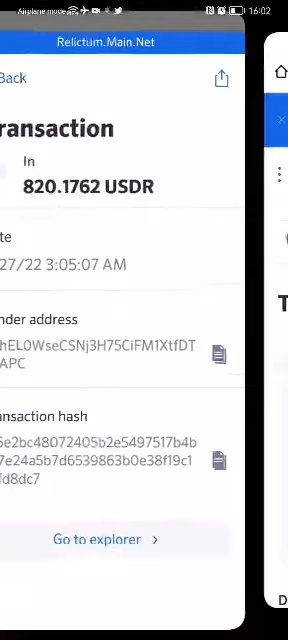 Airplane mode 16:02
Relictum.Main.Net
Back
ransaction
In
820.1762 USDR
te
27/22 3:05:07 AM
nder address
hEL0WseCSNj3H75CiFM1XtfDT
APC
ansaction hash
6e2bc48072405b2e5497517b4b
7e24a5b7d6539863b0e38f19c1
fd8dc7
Go to explorer
T
D